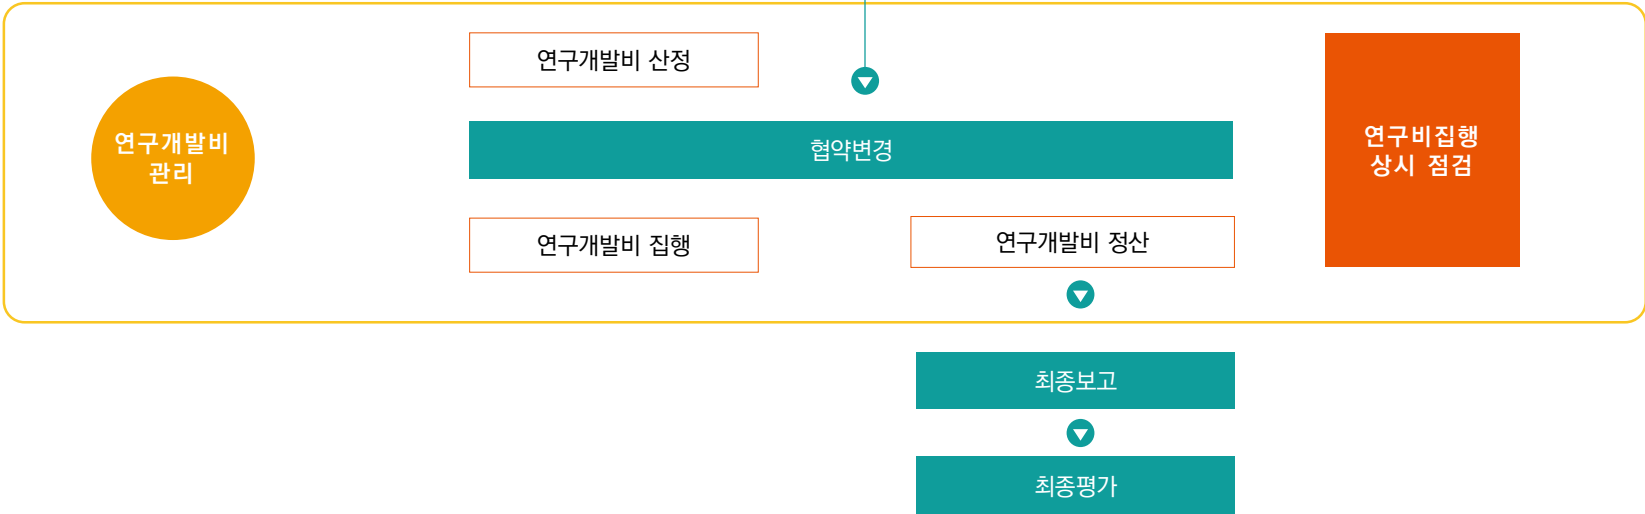 연구개발비
관리
연구개발비 산정
협약변경
연구개발비 집행
연구개발비 정산
연구비집행
상시 점검
최종보고
최종평가